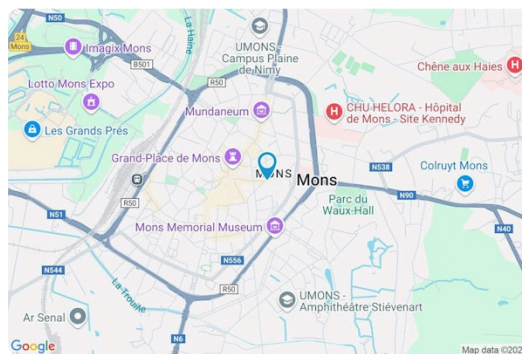 N50
La Haine
24
Mons
Imagix Mons
B501
UMONS -
Campus Plaine
de Nimy
Chêne aux Haies
Lotto Mons Expo
R50
Mundaneum
CHU HELORA - Hôpital
de Mons - Site Kennedy
Les Grands Prés
Grand-Place de Mons
N538
Colruyt Mons
MONS
Mons
R50
N90
Parc du
Waux-Hall
N51
Mons Memorial Museum
N40
N556
N544
La Trouille
R50
UMONS -
Amphithéâtre Stiévenart
Ar Senal
N6
Google
Map data ©202